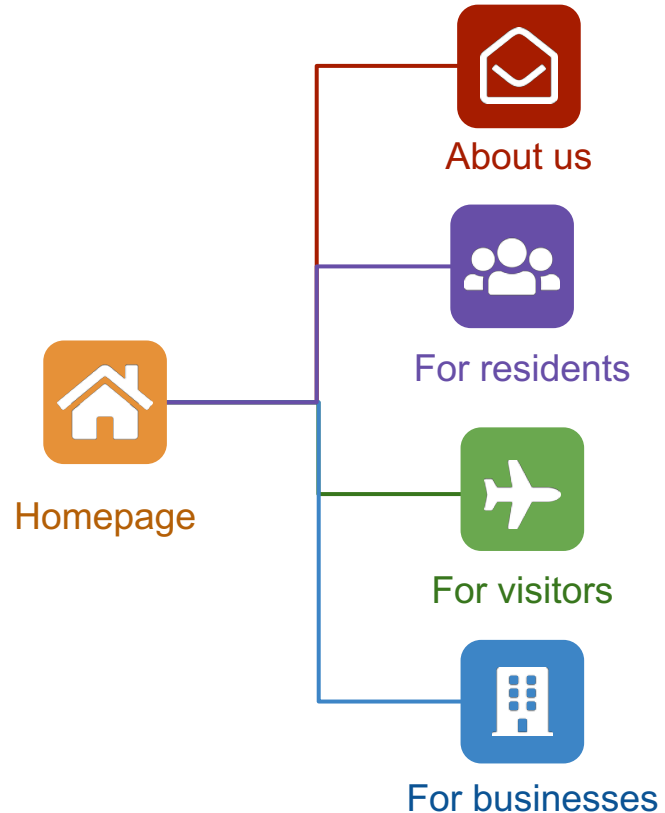 About us
For residents
Homepage
For visitors
For businesses